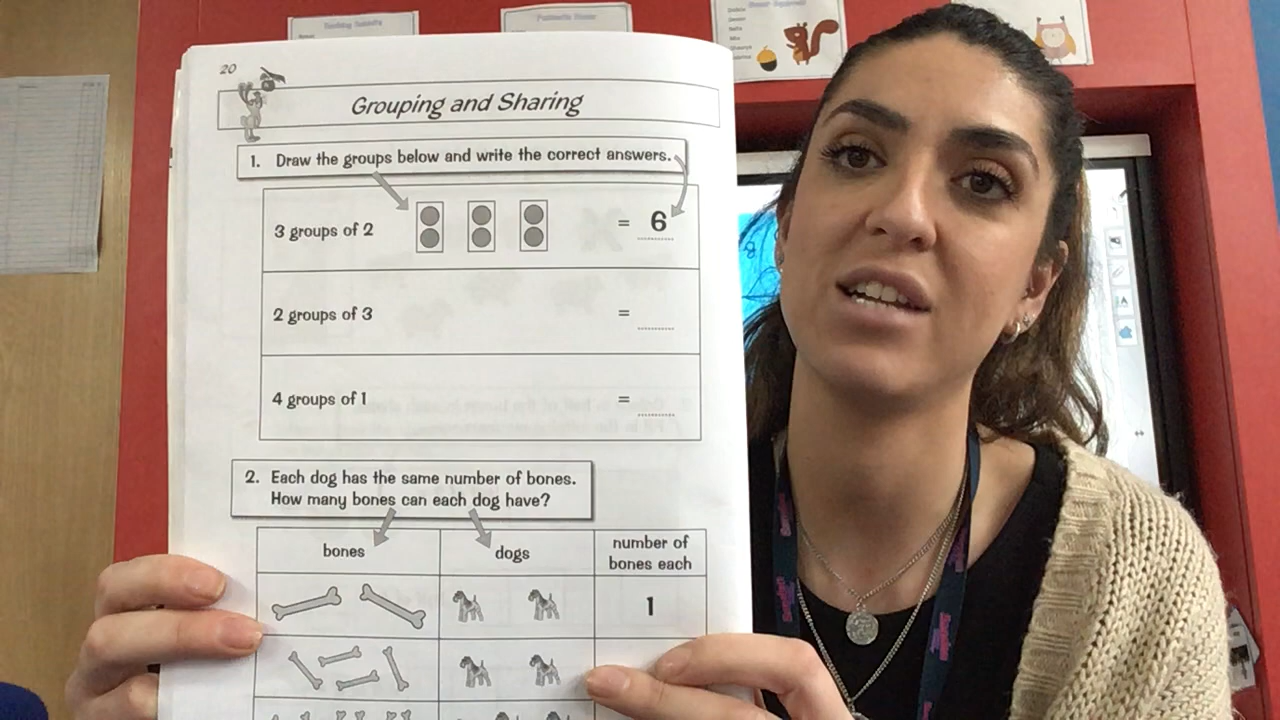 20
Grouping and Sharing
1. Draw the groups below and write the correct answers.
3 groups of 2 = 6
2 groups of 3 =
4 groups of 1 =
2. Each dog has the same number of bones.
How many bones can each dog have?
bones dogs number of
bones each
1